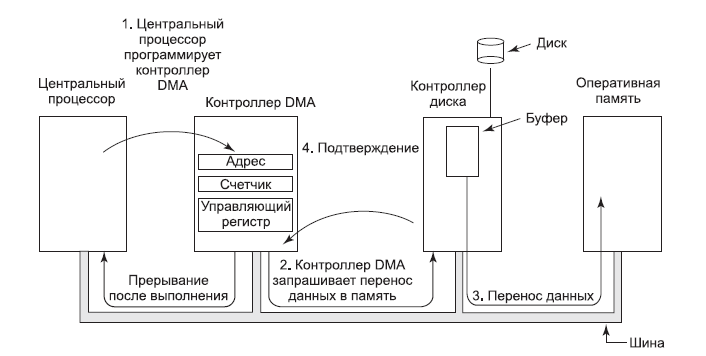 1. Центральный
процессор
программирует
контроллер
DMA
Центральный
процессор
Контроллер DMA
4. Подтверждение
Контроллер
диска
Диск
Буфер
Оперативная
память
Адрес
Счетчик
Управляющий
регистр
Прерывание
после выполнения
2. Контроллер DMA
запрашивает перенос
данных в память
3. Перенос данных
Шина